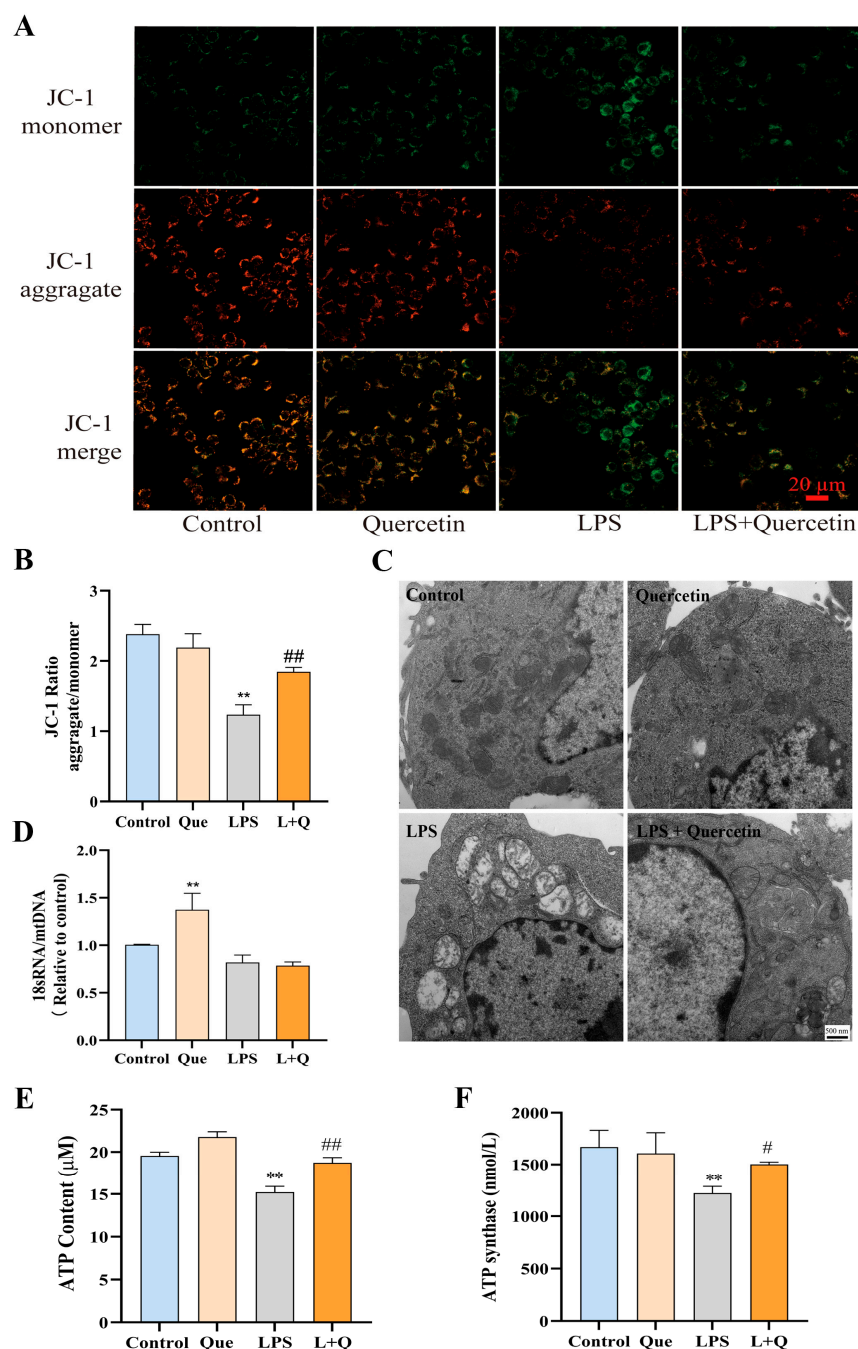 A
JC-1
monomer
JC-1
aggragate
JC-1
merge
20 µm
Control
Quercetin
LPS
LPS+Quercetin
B
JC-1 Ratio
aggragate/monomer
3
2
1
0
**
##
Control
Que
LPS
L+Q
C
Control
Quercetin
LPS
LPS + Quercetin
500 nm
D
18sRNA/mtDNA
( Relative to control)
1.5
1.0
0.5
0.0
**
Control
Que
LPS
L+Q
E
ATP Content (µM)
25
20
15
10
5
0
**
##
Control
Que
LPS
L+Q
F
ATP synthase (nmol/L)
2000
1500
1000
500
0
**
#
Control
Que
LPS
L+Q